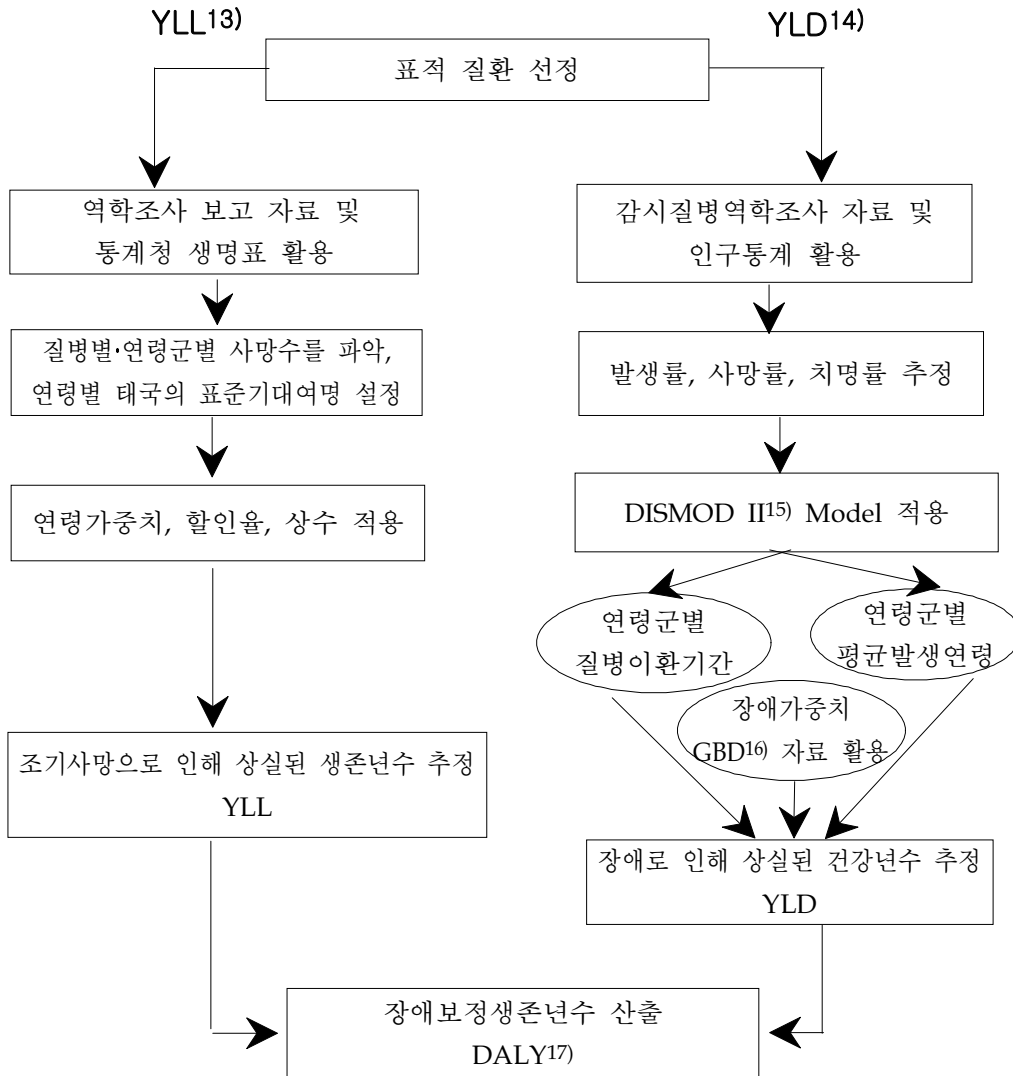 YLL13)
YLD14)
표적 질환 선정
역학조사 보고 자료 및
통계청 생명표 활용
감시질병역학조사 자료 및
인구통계 활용
질병별·연령군별 사망수를 파악,
연령별 태국의 표준기대여명 설정
발생률, 사망률, 치명률 추정
연령가중치, 할인율, 상수 적용
DISMOD II15) Model 적용
연령군별
질병이환기간
연령군별
평균발생연령
장애가중치
GBD16) 자료 활용
조기사망으로 인해 상실된 생존년수 추정
YLL
장애로 인해 상실된 건강년수 추정
YLD
장애보정생존년수 산출
DALY17)